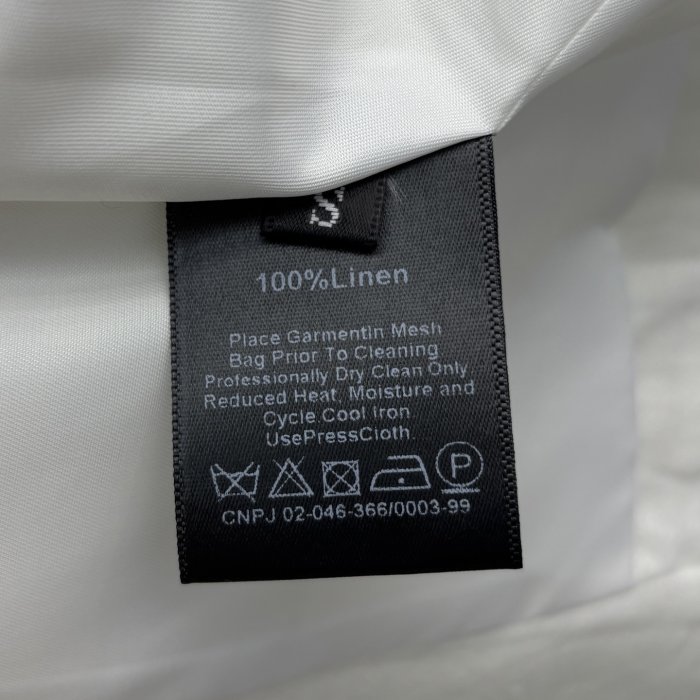 100%Linen
Place GarmentIn Mesh
Bag Prior To Cleaning
Professionally Dry Clean Only
Reduced Heat, Moisture and
Cycle.Cool Iron
UsePressCloth.
P
CNPJ 02-046-366/0003-99